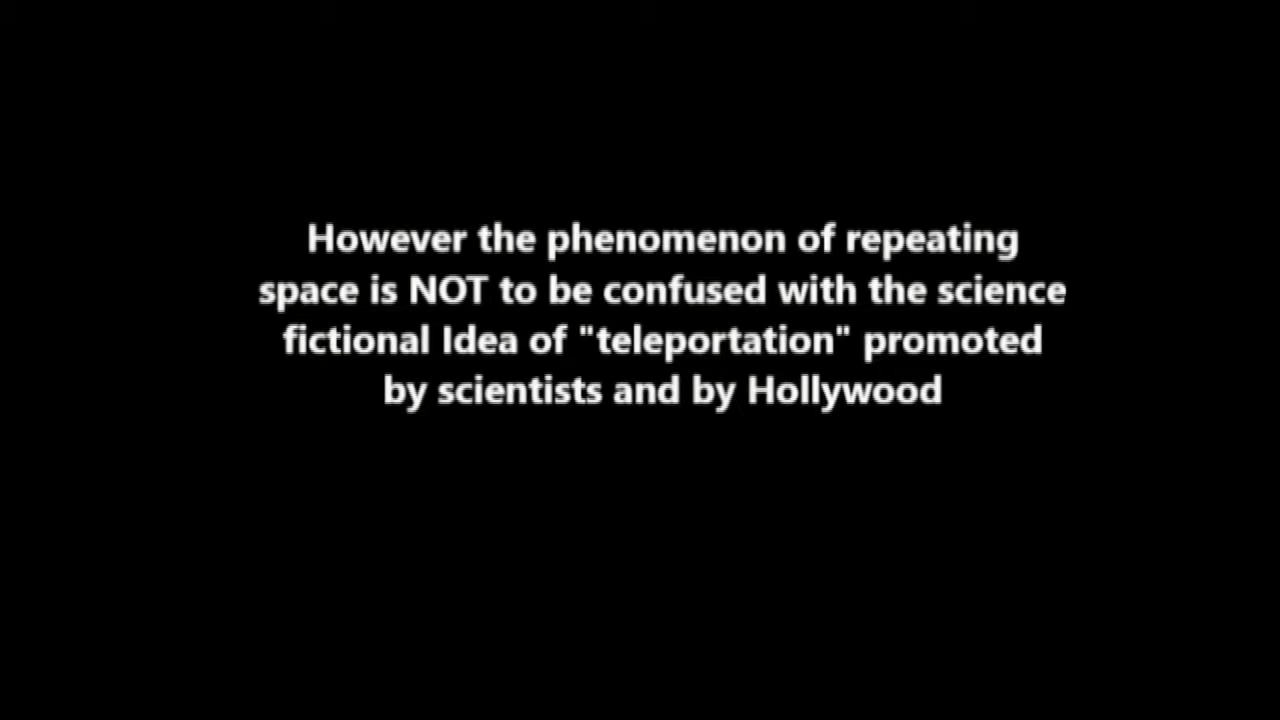 However the phenomenon of repeating
space is NOT to be confused with the science
fictional Idea of "teleportation" promoted
by scientists and by Hollywood